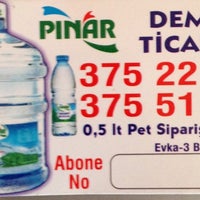 PINAR
DEM
TİCA
375 22
375 51
0,5 lt Pet Sipariş
Evka-3 B
Abone
No